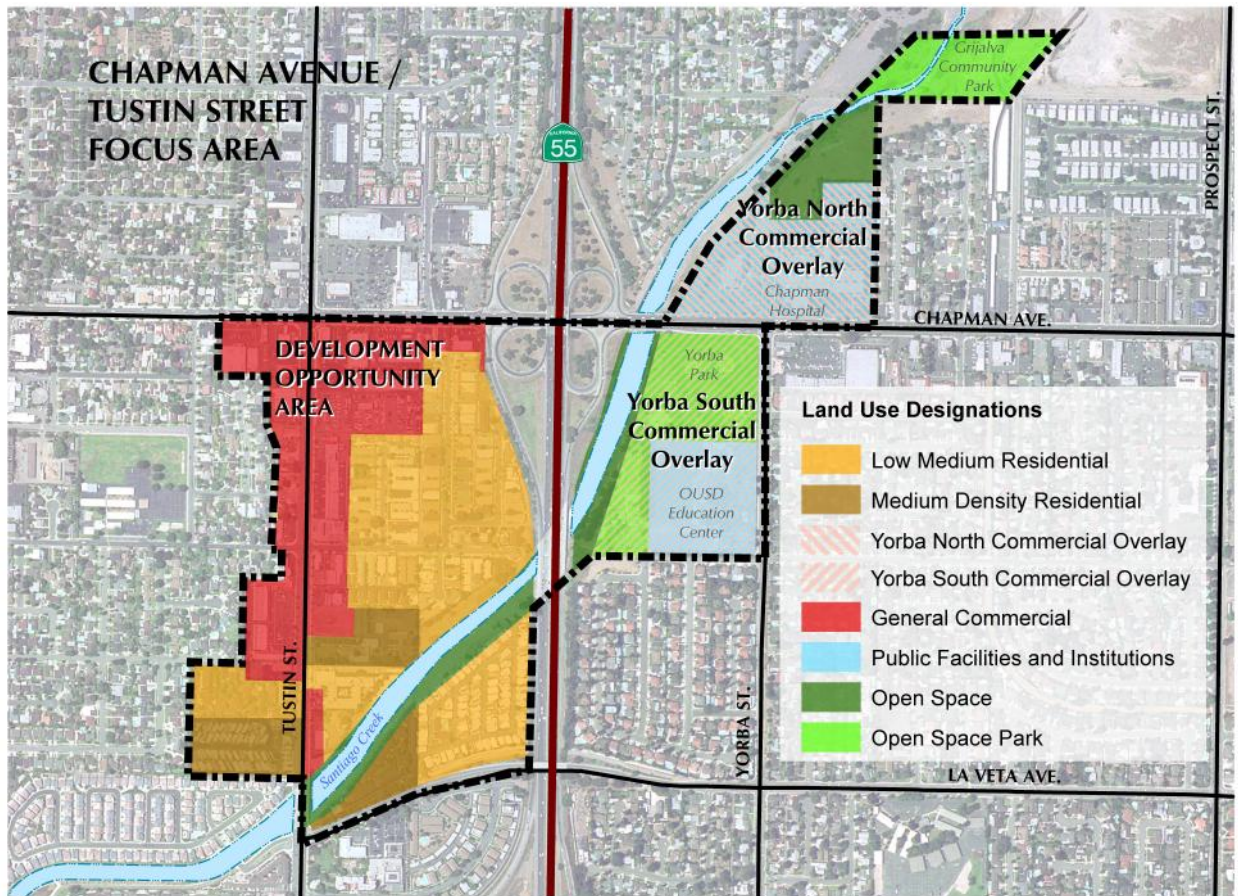 CHAPMAN AVENUE /
TUSTIN STREET
FOCUS AREA
Grijalva
Community
Park
PROSPECT ST.
CALIFORNIA
55
Yorba North
Commercial
Overlay
Chapman
Hospital
CHAPMAN AVE.
DEVELOPMENT
OPPORTUNITY
AREA
Yorba
Park
Yorba South
Commercial
Overlay
OUSD
Education
Center
Land Use Designations
Low Medium Residential
Medium Density Residential
Yorba North Commercial Overlay
Yorba South Commercial Overlay
General Commercial
Public Facilities and Institutions
Open Space
Open Space Park
TUSTIN ST.
Santiago Creek
YORBA ST.
LA VETA AVE.